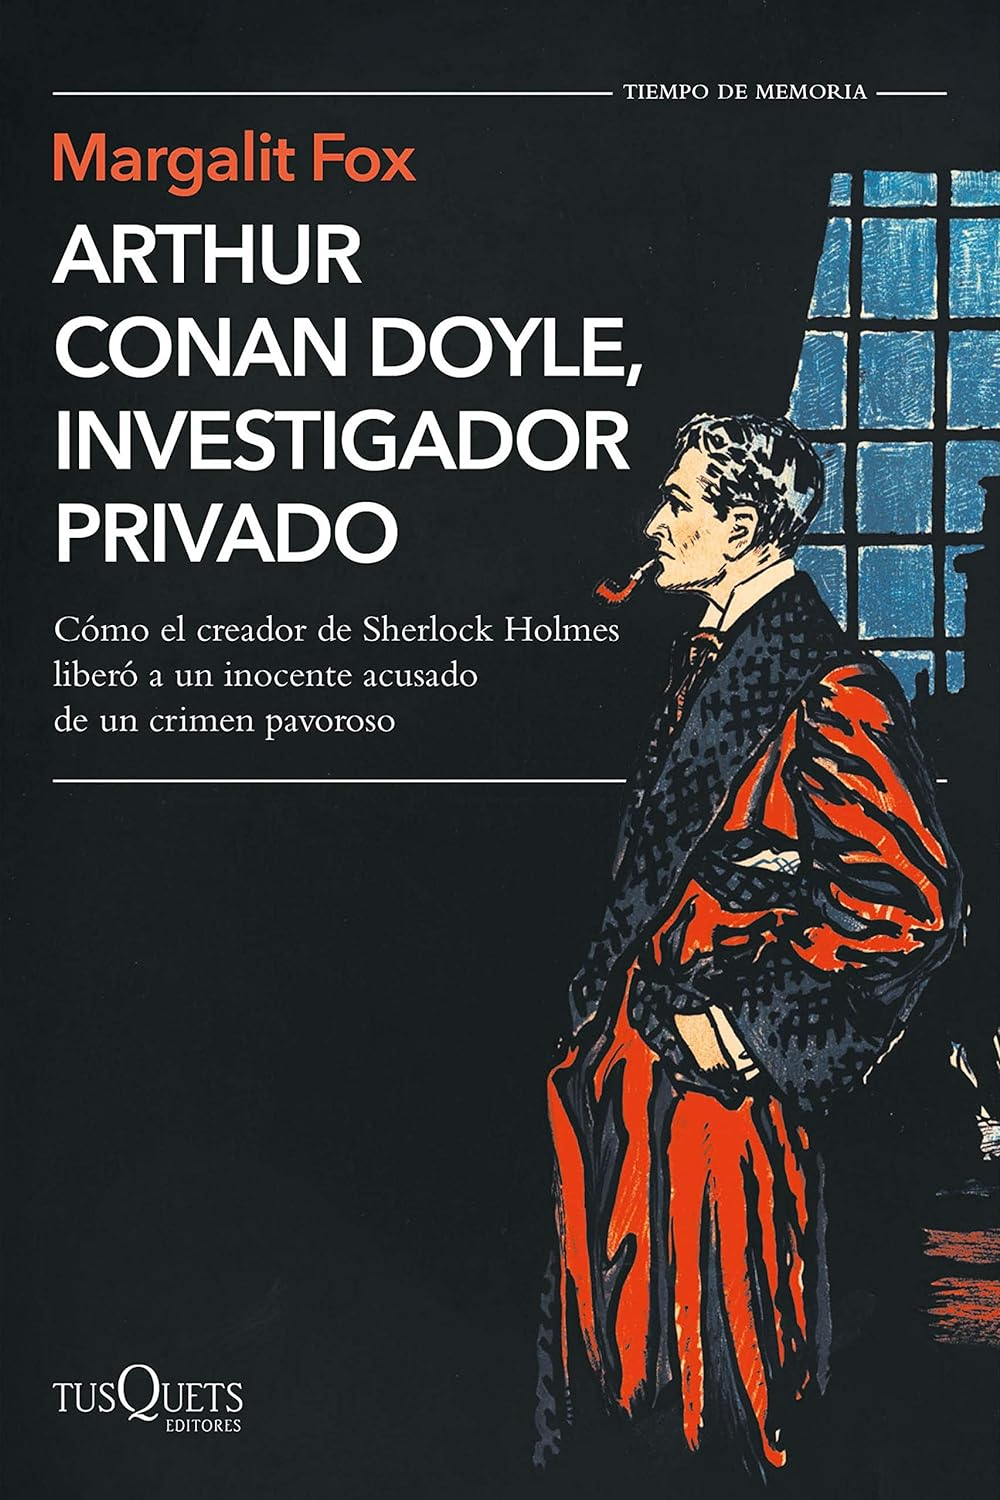 TIEMPO DE MEMORIA
Margalit Fox
ARTHUR
CONAN DOYLE,
INVESTIGADOR
PRIVADO
Cómo el creador de Sherlock Holmes
liberó a un inocente acusado
de un crimen pavoroso
TUSQUETS
EDITORES